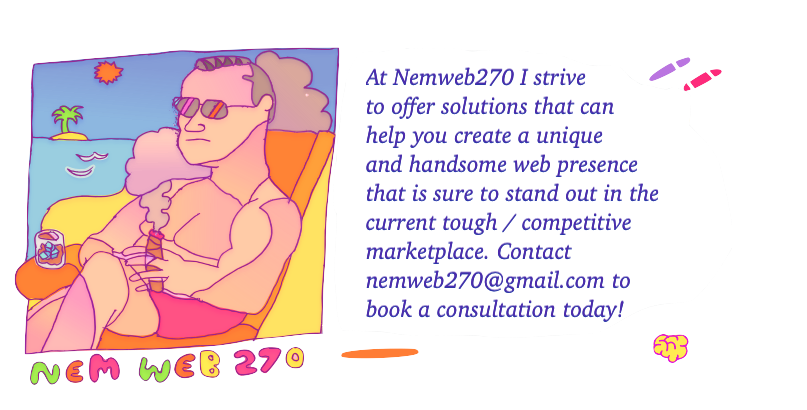 At Nemweb270 I strive
to offer solutions that can
help you create a unique
and handsome web presence
that is sure to stand out in the
current tough / competitive
marketplace. Contact
nemweb270@gmail.com to
book a consultation today!
NEM WEB 270